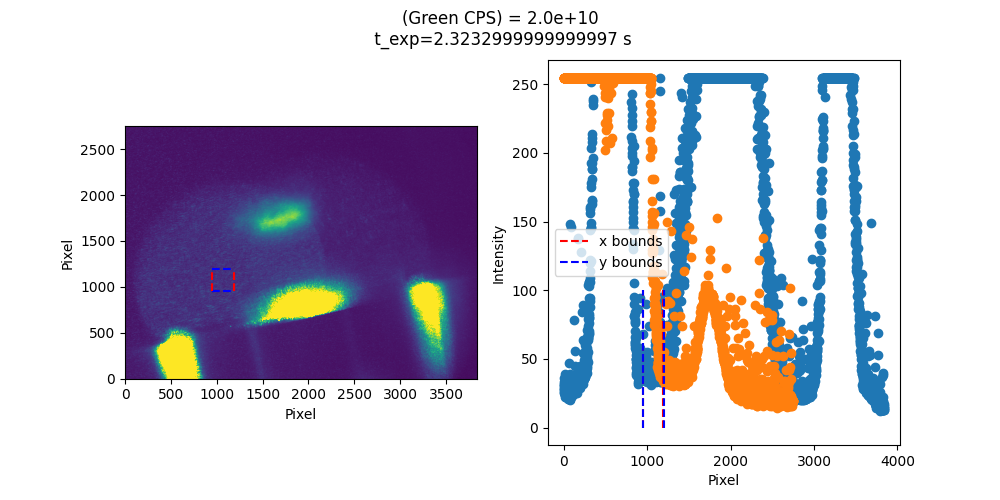 (Green CPS) = 2.0e+10
t_exp=2.3232999999999997 s
2500
2000
1500
1000
500
0
Pixel
0 500 1000 1500 2000 2500 3000 3500
Pixel
250
200
150
100
50
0
Intensity
x bounds
y bounds
0 1000 2000 3000 4000
Pixel